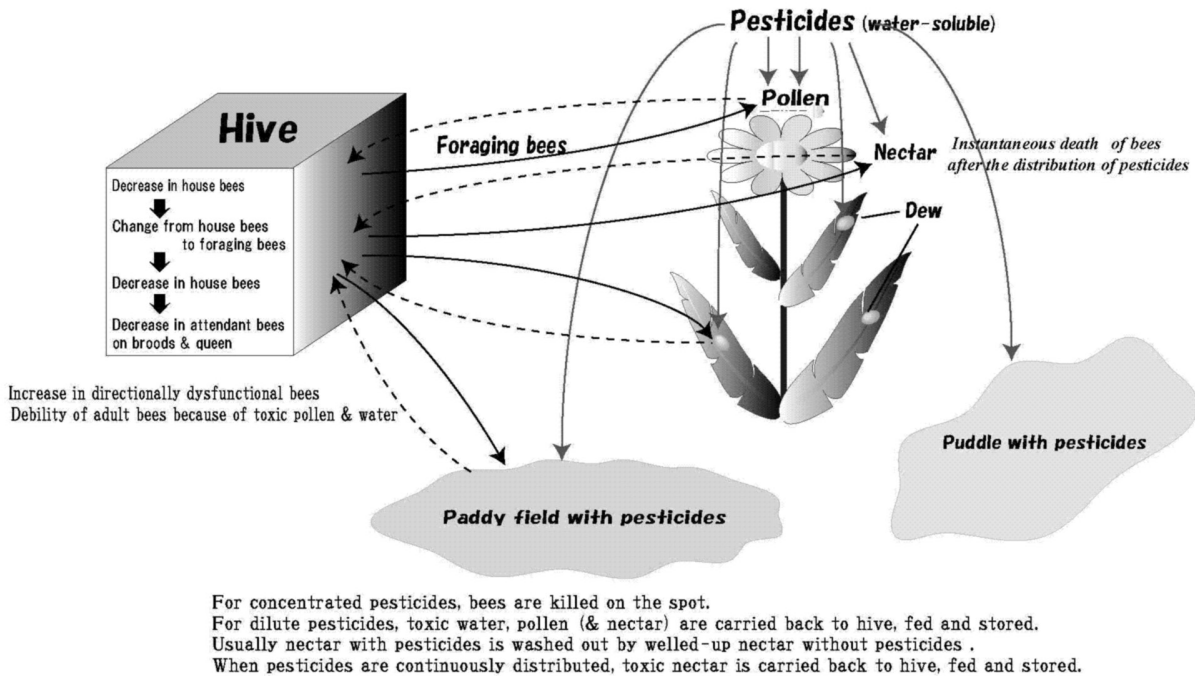 Pesticides (water-soluble)
Pollen
Hive
Foraging bees
Nectar
Instantaneous death of bees
after the distribution of pesticides
Decrease in house bees
Change from house bees
to foraging bees
Decrease in house bees
Decrease in attendant bees
on broods & queen
Dew
Increase in directionally dysfunctional bees
Debility of adult bees because of toxic pollen & water
Puddle with pesticides
Paddy field with pesticides
For concentrated pesticides, bees are killed on the spot.
For dilute pesticides, toxic water, pollen (& nectar) are carried back to hive, fed and stored.
Usually nectar with pesticides is washed out by welled-up nectar without pesticides .
When pesticides are continuously distributed, toxic nectar is carried back to hive, fed and stored.